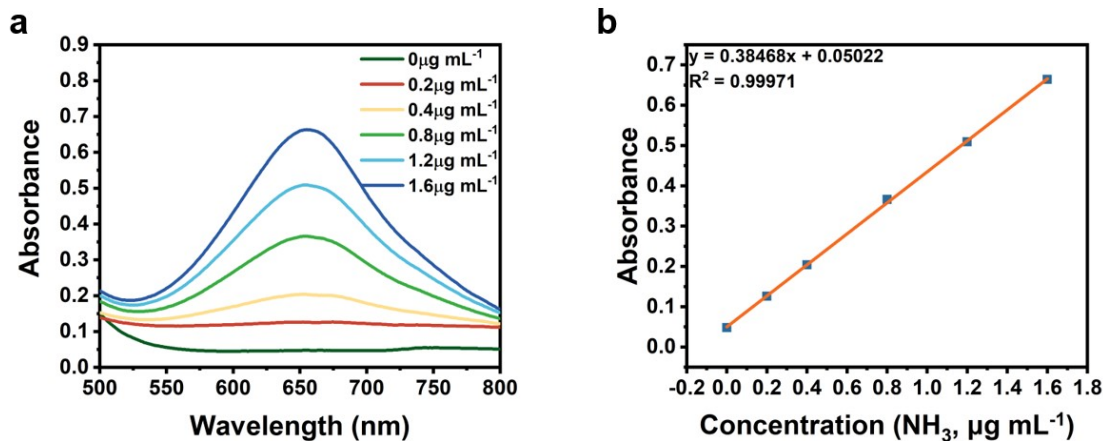 a
0.9
0.8
0.7
0.6
0.5
0.4
0.3
0.2
0.1
0.0
Absorbance
500 550 600 650 700 750 800
Wavelength (nm)
0μg mL⁻¹
0.2μg mL⁻¹
0.4μg mL⁻¹
0.8μg mL⁻¹
1.2μg mL⁻¹
1.6μg mL⁻¹
b
y = 0.38468x + 0.05022
R² = 0.99971
0.7
0.6
0.5
0.4
0.3
0.2
0.1
0.0
Absorbance
-0.2 0.0 0.2 0.4 0.6 0.8 1.0 1.2 1.4 1.6 1.8
Concentration (NH₃, μg mL⁻¹)